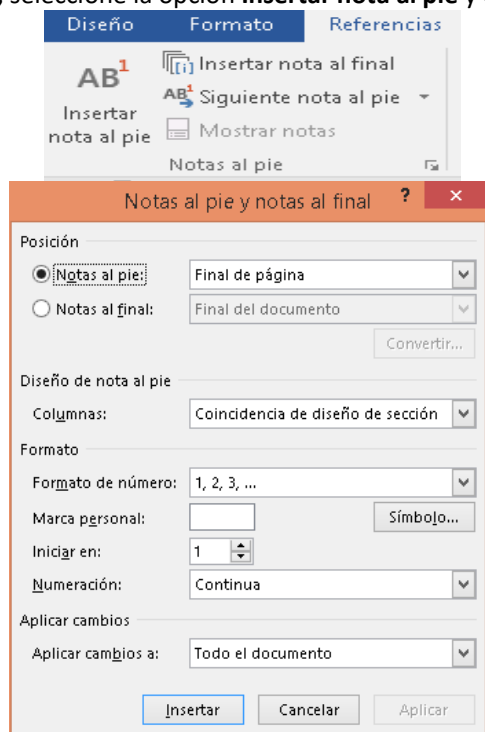 , seleccione la opción Insertar nota al pie y
Diseño Formato Referencias
AB1 Insertar nota al pie
[i] Insertar nota al final
AB1 Siguiente nota al pie
Mostrar notas
Notas al pie
Notas al pie y notas al final ? ×
Posición
Notas al pie: Final de página
Notas al final: Final del documento
Convertir...
Diseño de nota al pie
Columnas: Coincidencia de diseño de sección
Formato
Formato de número: 1, 2, 3, ...
Marca personal: Símbolo...
Iniciar en: 1
Numeración: Continua
Aplicar cambios
Aplicar cambios a: Todo el documento
Insertar Cancelar Aplicar